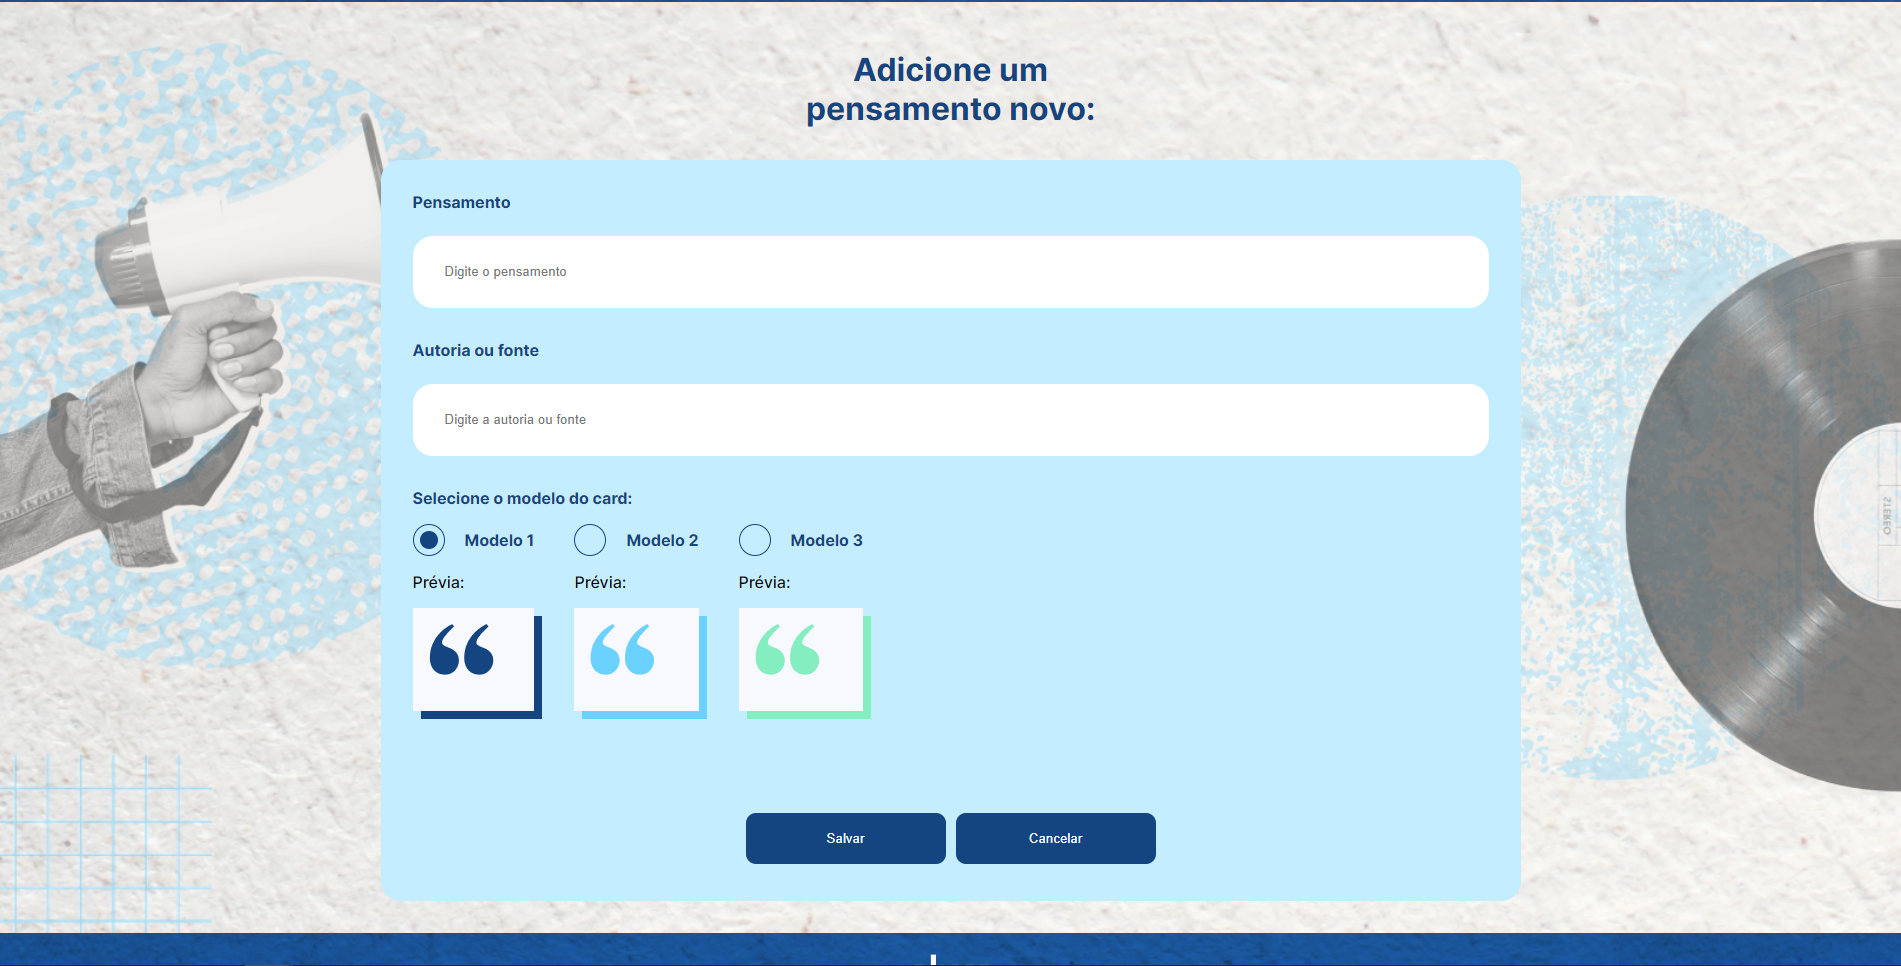 Adicione um
pensamento novo:
Pensamento
Digite o pensamento
Autoria ou fonte
Digite a autoria ou fonte
Selecione o modelo do card:
Modelo 1 Modelo 2 Modelo 3
Prévia: Prévia: Prévia:
Salvar Cancelar